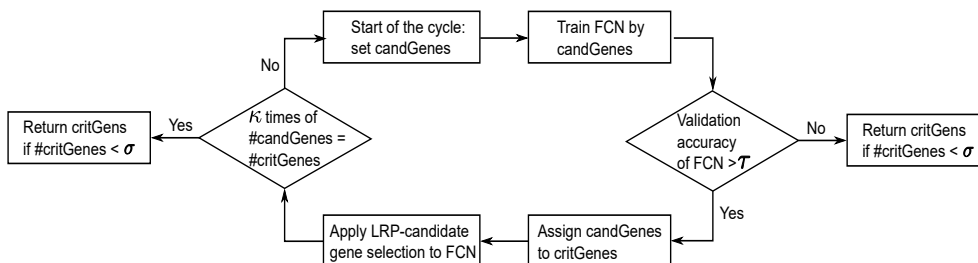 Start of the cycle:
set candGenes
Train FCN by
candGenes
No
Return critGens
if #critGenes < σ
Yes
κ times of
#candGenes =
#critGenes
Validation
accuracy
of FCN >τ
No
Return critGens
if #critGenes < σ
Yes
Apply LRP-candidate
gene selection to FCN
Assign candGenes
to critGenes